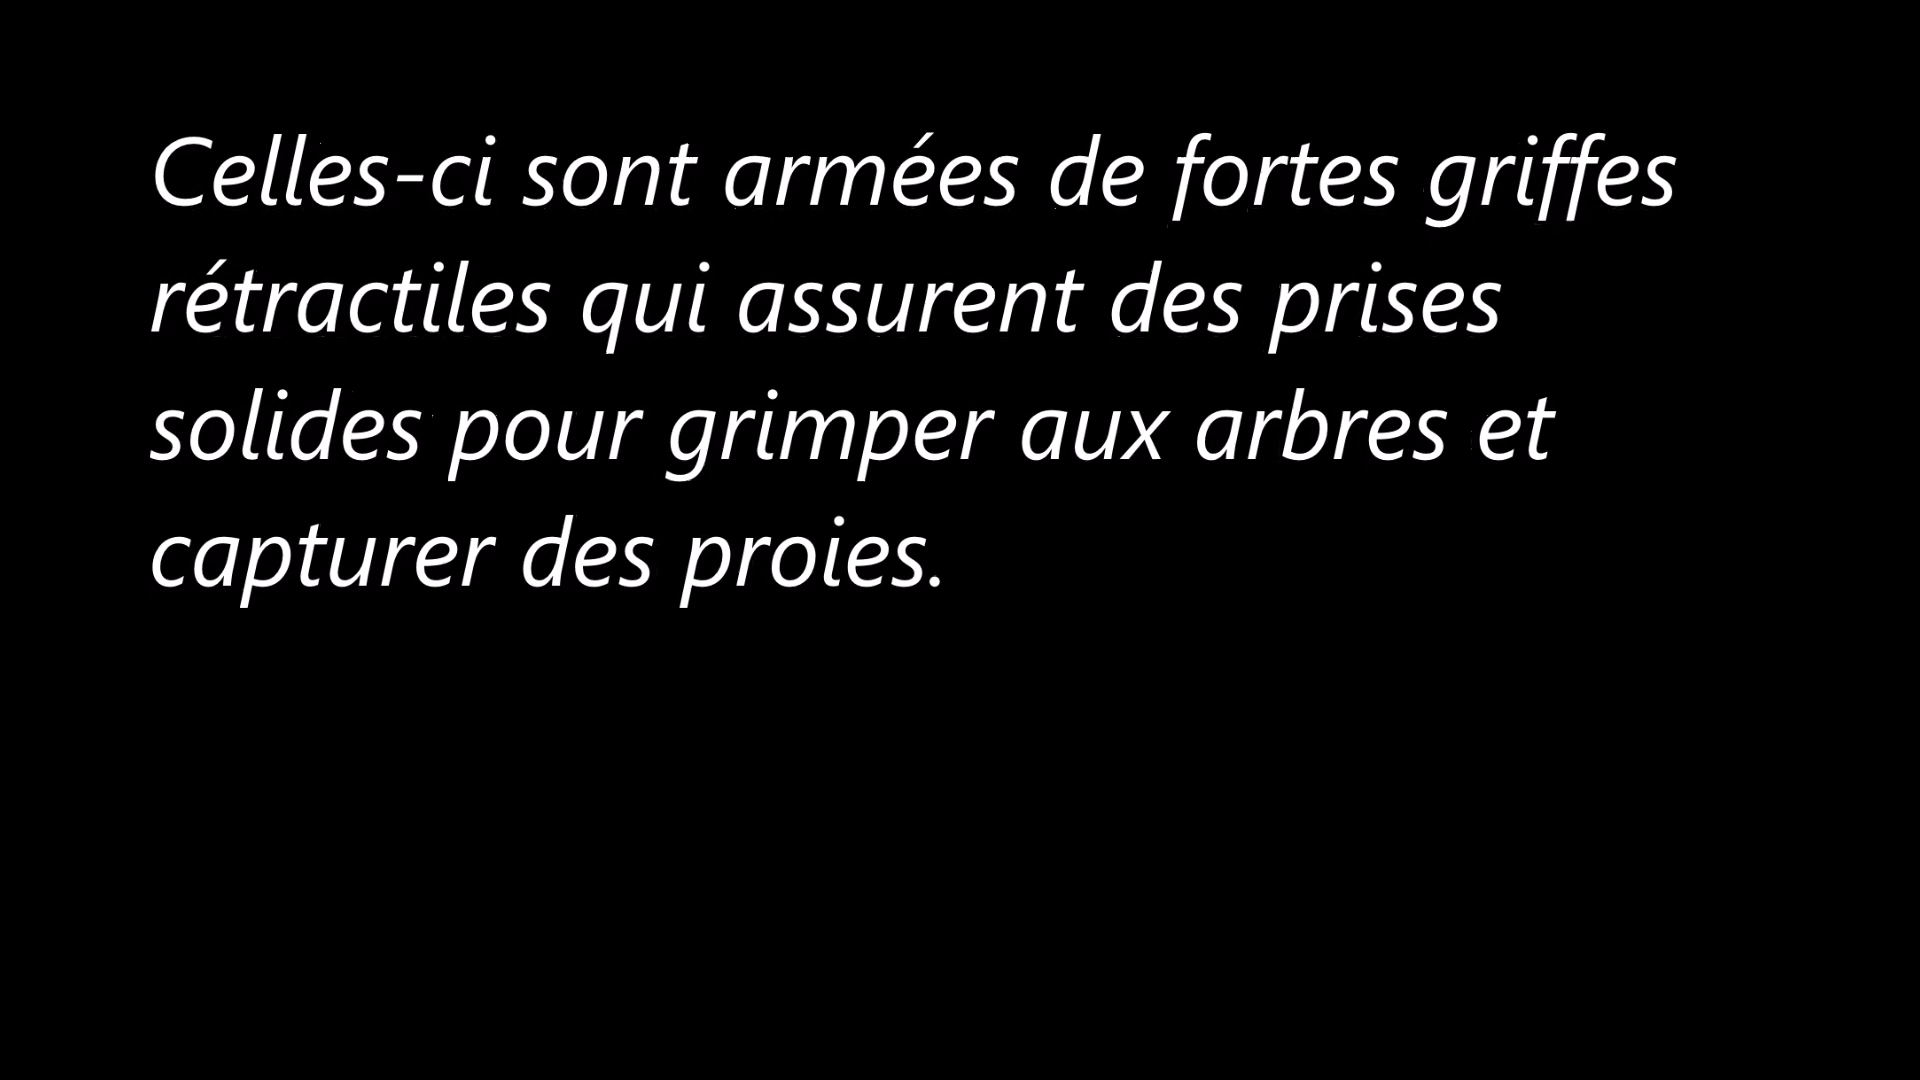 Celles-ci sont armées de fortes griffes
rétractiles qui assurent des prises
solides pour grimper aux arbres et
capturer des proies.